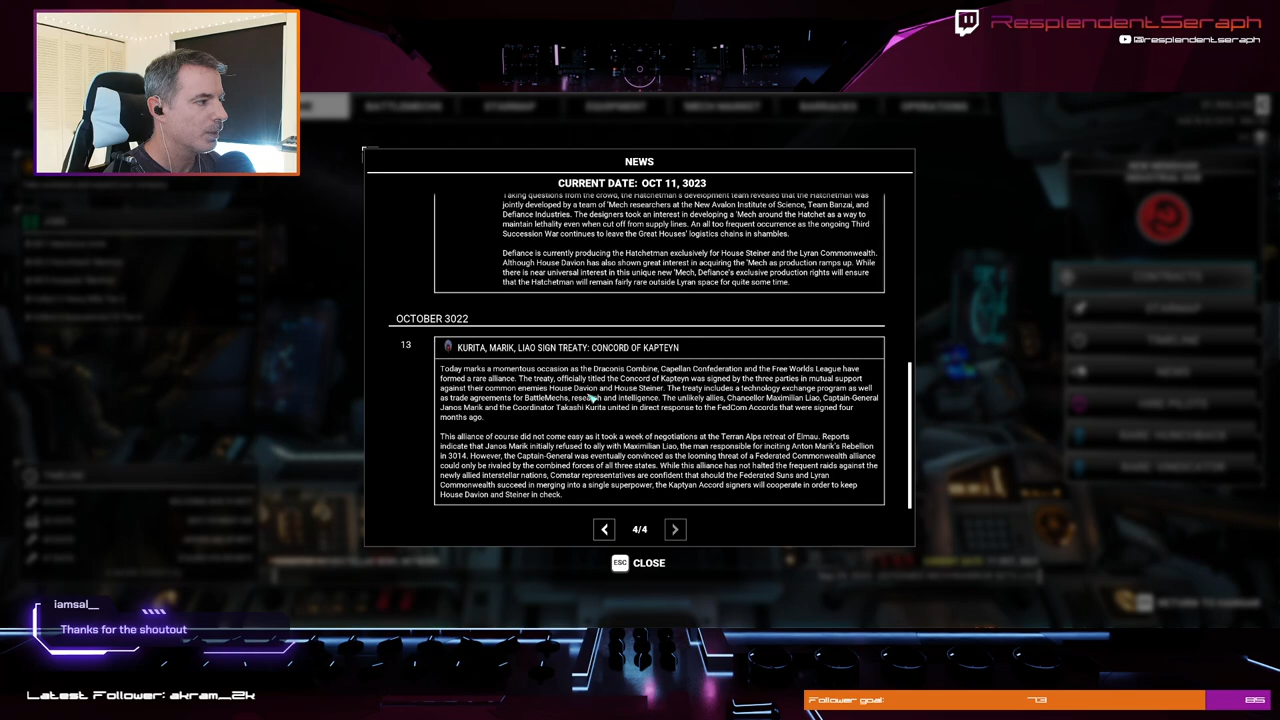 ResplendentSeraph
@resplendentseraph
BATTLEMECHS
STARMAP
EQUIPMENT
MECH MARKET
BARRACKS
OPERATIONS
NEWS
CURRENT DATE: OCT 11, 3023
Taking questions from the crowd, the Hatchetman's development team revealed that the Hatchetman was
jointly developed by a team of 'Mech researchers at the New Avalon Institute of Science, Team Banzai, and
Defiance Industries. The designers took an interest in developing a 'Mech around the Hatchet as a way to
maintain lethality even when cut off from supply lines. An all too frequent occurrence as the ongoing Third
Succession War continues to leave the Great Houses' logistics chains in shambles.
Defiance is currently producing the Hatchetman exclusively for House Steiner and the Lyran Commonwealth.
Although House Davion has also shown great interest in acquiring the 'Mech as production ramps up. While
there is near universal interest in this unique new 'Mech, Defiance's exclusive production rights will ensure
that the Hatchetman will remain fairly rare outside Lyran space for quite some time.
OCTOBER 3022
13
KURITA, MARIK, LIAO SIGN TREATY: CONCORD OF KAPTEYN
Today marks a momentous occasion as the Draconis Combine, Capellan Confederation and the Free Worlds League have
formed a rare alliance. The treaty, officially titled the Concord of Kapteyn was signed by the three parties in mutual support
against their common enemies House Davion and House Steiner. The treaty includes a technology exchange program as well
as trade agreements for BattleMechs, research and intelligence. The unlikely allies, Chancellor Maximilian Liao, Captain-General
Janos Marik and the Coordinator Takashi Kurita united in direct response to the FedCom Accords that were signed four
months ago.
This alliance of course did not come easy as it took a week of negotiations at the Terran Alps retreat of Elmau. Reports
indicate that Janos Marik initially refused to ally with Maximilian Liao, the man responsible for inciting Anton Marik's Rebellion
in 3014. However, the Captain-General was eventually convinced as the looming threat of a Federated Commonwealth alliance
could only be rivaled by the combined forces of all three states. While this alliance has not halted the frequent raids against the
newly allied interstellar nations, Comstar representatives are confident that should the Federated Suns and Lyran
Commonwealth succeed in merging into a single superpower, the Kaptyan Accord signers will cooperate in order to keep
House Davion and Steiner in check.
4/4
ESC CLOSE
CONTRACTS
STARMAP
TIMELINE
NEWS
HIRE PILOTS
iamsal__
Thanks for the shoutout
Latest Follower: akram_2k
Follower goal:
73
85